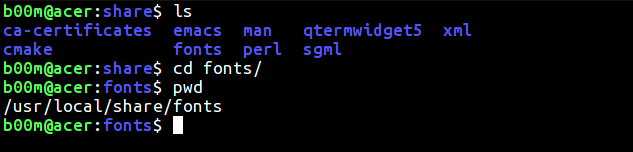 b00m@acer:share$ ls
ca-certificates  emacs  man   qtermwidget5  xml
cmake            fonts  perl  sgml
b00m@acer:share$ cd fonts/
b00m@acer:fonts$ pwd
/usr/local/share/fonts
b00m@acer:fonts$